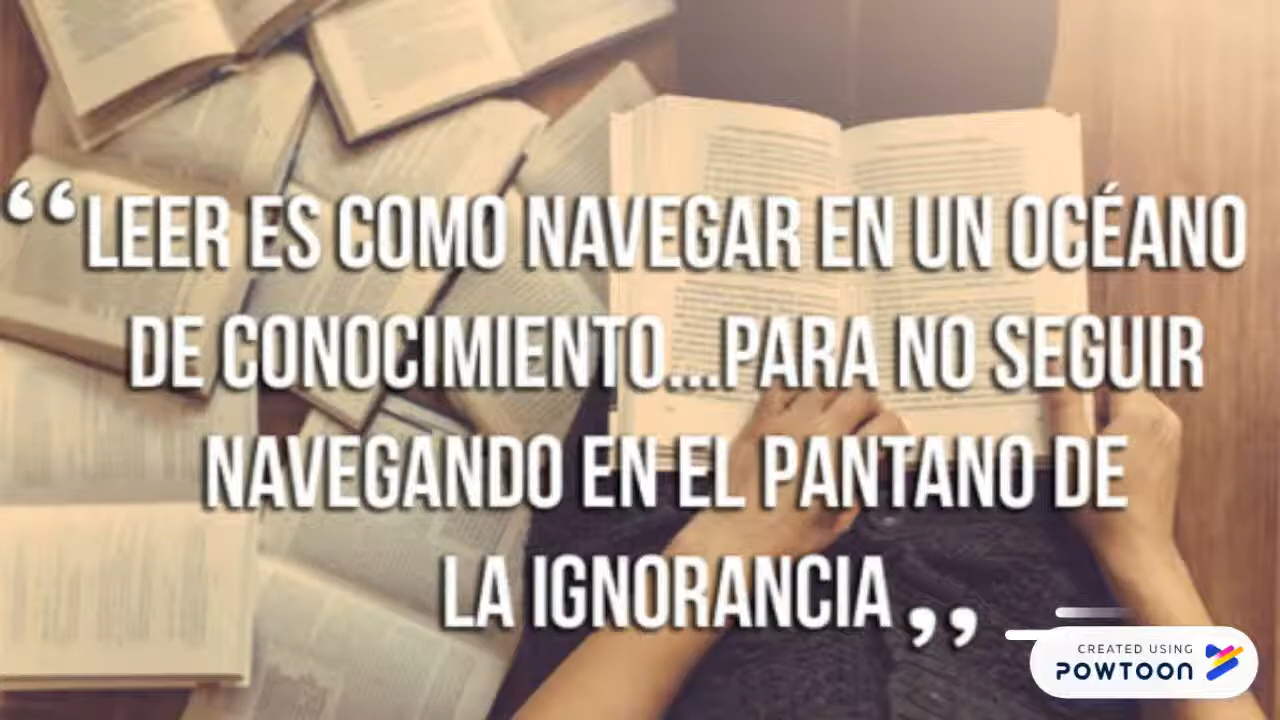 “LEER ES COMO NAVEGAR EN UN OCÉANO
DE CONOCIMIENTO...PARA NO SEGUIR
NAVEGANDO EN EL PANTANO DE
LA IGNORANCIA”
CREATED USING
POWTOON